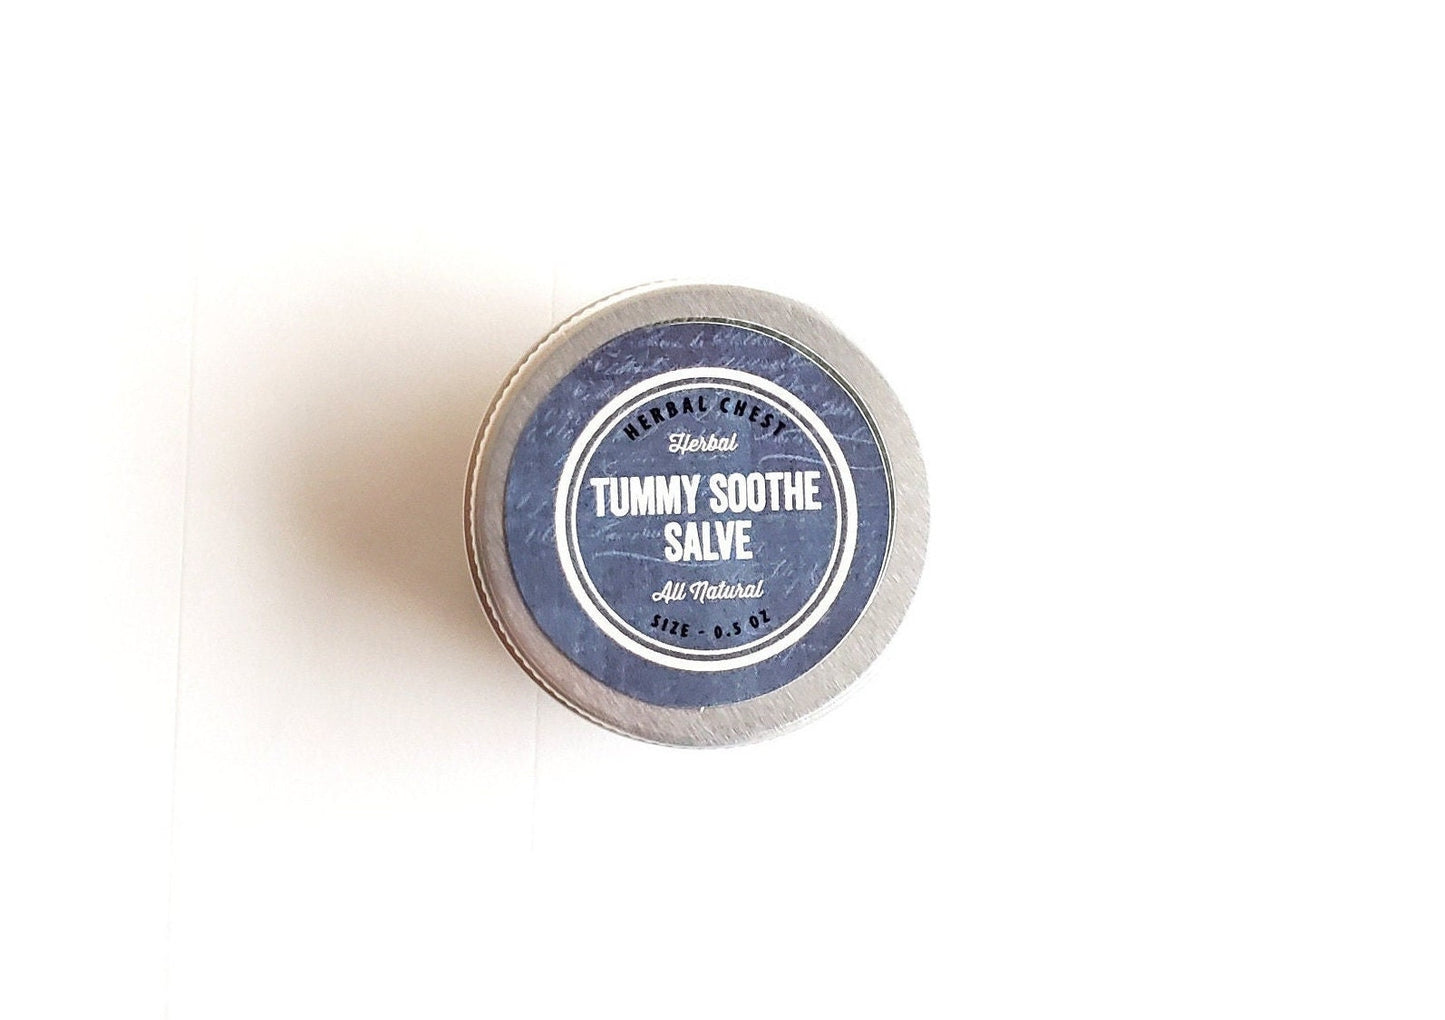 HERBAL CHEST
Herbal
TUMMY SOOTHE
SALVE
All Natural
SIZE - 0.5 OZ